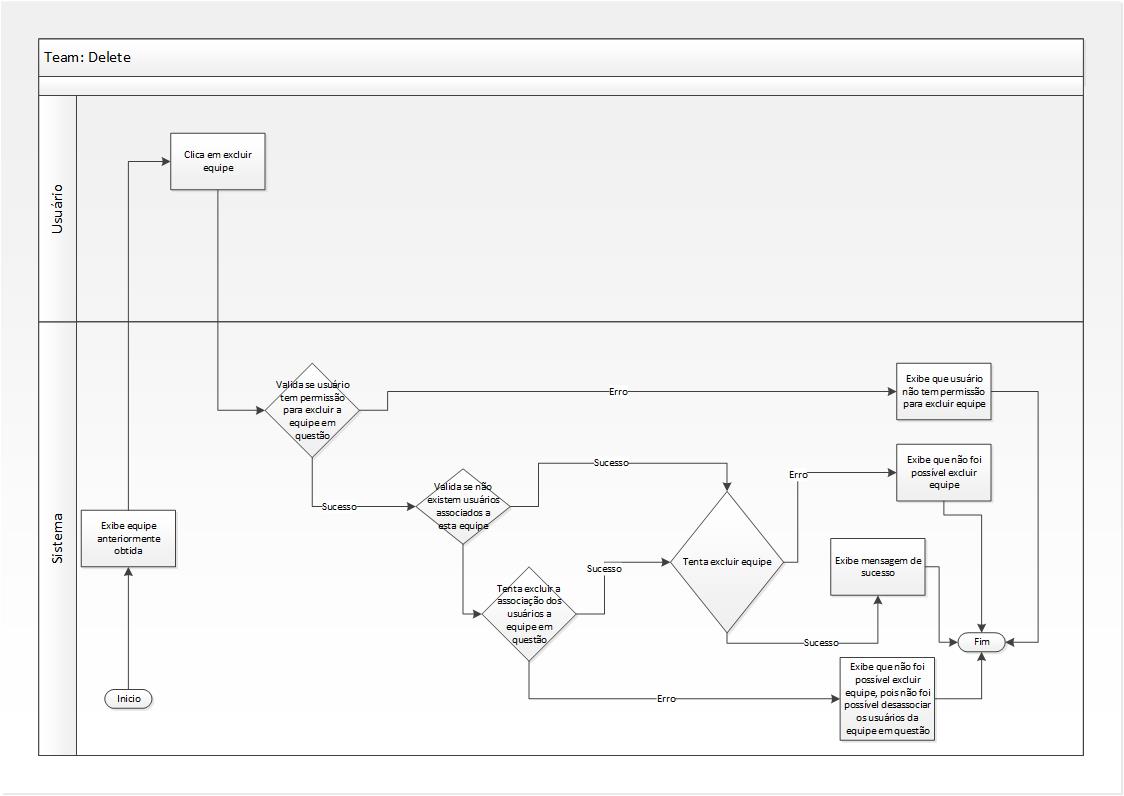 Team: Delete
Usuário
Clica em excluir
equipe
Sistema
Inicio
Exibe equipe
anteriormente
obtida
Valida se usuário
tem permissão
para excluir a
equipe em
questão
Erro
Exibe que usuário
não tem permissão
para excluir equipe
Sucesso
Valida se não
existem usuários
associados a
esta equipe
Sucesso
Tenta excluir a
associação dos
usuários a
equipe em
questão
Sucesso
Tenta excluir equipe
Erro
Exibe que não foi
possível excluir
equipe
Sucesso
Exibe mensagem de
sucesso
Erro
Exibe que não foi
possível excluir
equipe, pois não foi
possível desassociar
os usuários da
equipe em questão
Fim